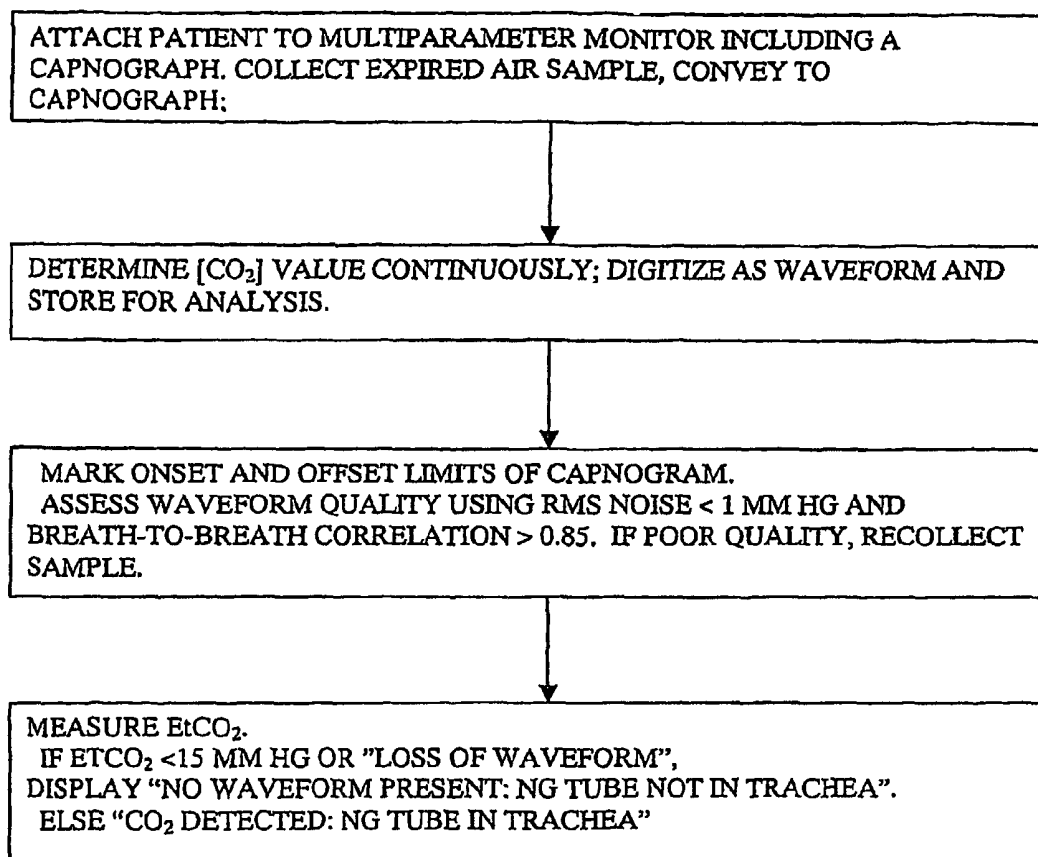 ATTACH PATIENT TO MULTIPARAMETER MONITOR INCLUDING A
CAPNOGRAPH. COLLECT EXPIRED AIR SAMPLE, CONVEY TO
CAPNOGRAPH;
DETERMINE [CO₂] VALUE CONTINUOUSLY; DIGITIZE AS WAVEFORM AND
STORE FOR ANALYSIS.
MARK ONSET AND OFFSET LIMITS OF CAPNOGRAM.
ASSESS WAVEFORM QUALITY USING RMS NOISE < 1 MM HG AND
BREATH-TO-BREATH CORRELATION > 0.85. IF POOR QUALITY, RECOLLECT
SAMPLE.
MEASURE EtCO₂.
IF ETCO₂ <15 MM HG OR "LOSS OF WAVEFORM",
DISPLAY "NO WAVEFORM PRESENT: NG TUBE NOT IN TRACHEA".
ELSE "CO₂ DETECTED: NG TUBE IN TRACHEA"